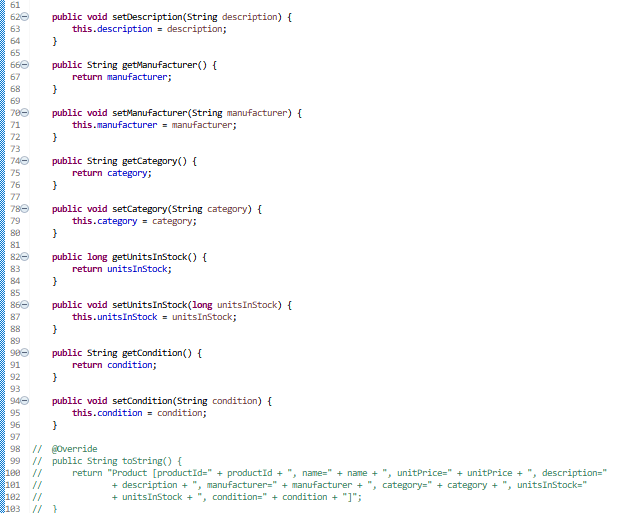 61
62 public void setDescription(String description) {
63 this.description = description;
64 }
65
66 public String getManufacturer() {
67 return manufacturer;
68 }
69
70 public void setManufacturer(String manufacturer) {
71 this.manufacturer = manufacturer;
72 }
73
74 public String getCategory() {
75 return category;
76 }
77
78 public void setCategory(String category) {
79 this.category = category;
80 }
81
82 public long getUnitsInStock() {
83 return unitsInStock;
84 }
85
86 public void setUnitsInStock(long unitsInStock) {
87 this.unitsInStock = unitsInStock;
88 }
89
90 public String getCondition() {
91 return condition;
92 }
93
94 public void setCondition(String condition) {
95 this.condition = condition;
96 }
97
98 // @Override
99 // public String toString() {
100 // return "Product [productId=" + productId + ", name=" + name + ", unitPrice=" + unitPrice + ", description="
101 // + description + ", manufacturer=" + manufacturer + ", category=" + category + ", unitsInStock="
102 // + unitsInStock + ", condition=" + condition + "]";
103 // }